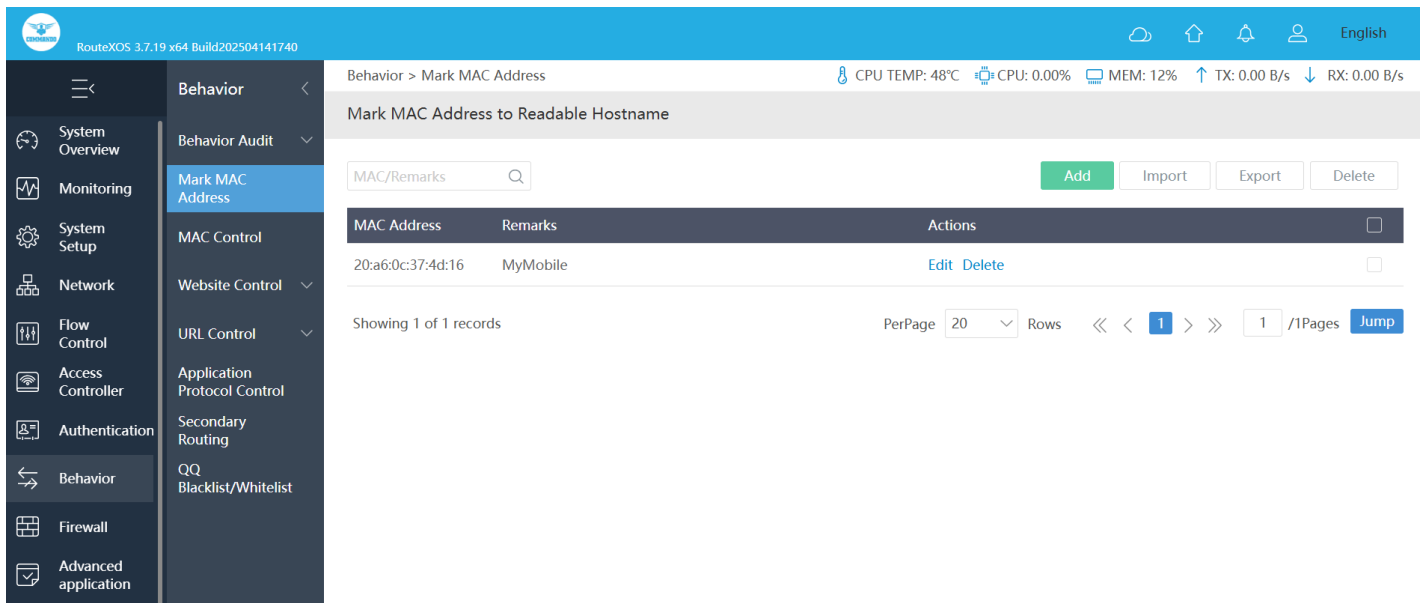 COMMANDO
RouteXOS 3.7.19 x64 Build202504141740
English
Behavior
System
Overview
Monitoring
System
Setup
Network
Flow
Control
Access
Controller
Authentication
Behavior
Firewall
Advanced
application
Behavior Audit
Mark MAC
Address
MAC Control
Website Control
URL Control
Application
Protocol Control
Secondary
Routing
QQ
Blacklist/Whitelist
Behavior > Mark MAC Address
CPU TEMP: 48℃ CPU: 0.00% MEM: 12% TX: 0.00 B/s RX: 0.00 B/s
Mark MAC Address to Readable Hostname
MAC/Remarks
Add Import Export Delete
MAC Address Remarks Actions
20:a6:0c:37:4d:16 MyMobile Edit Delete
Showing 1 of 1 records
PerPage 20 Rows 1 1 /1Pages Jump